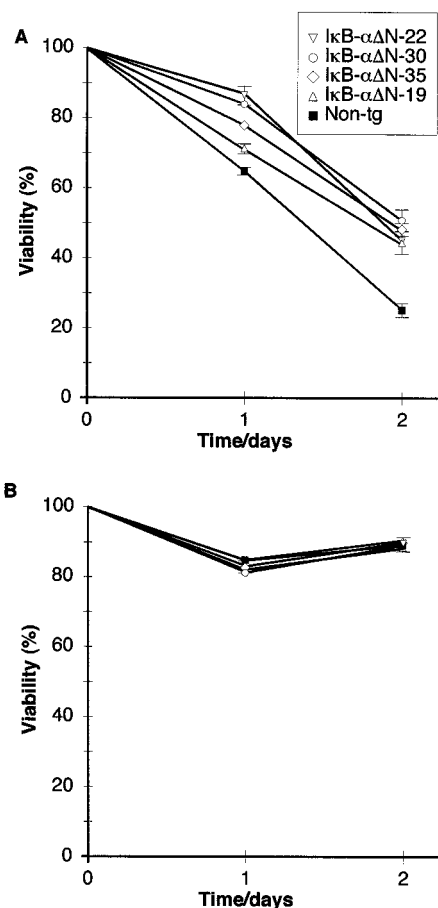 A
IκB-αΔN-22
IκB-αΔN-30
IκB-αΔN-35
IκB-αΔN-19
Non-tg
100
80
60
40
20
0
Viability (%)
0
1
2
Time/days
B
100
80
60
40
20
0
Viability (%)
0
1
2
Time/days